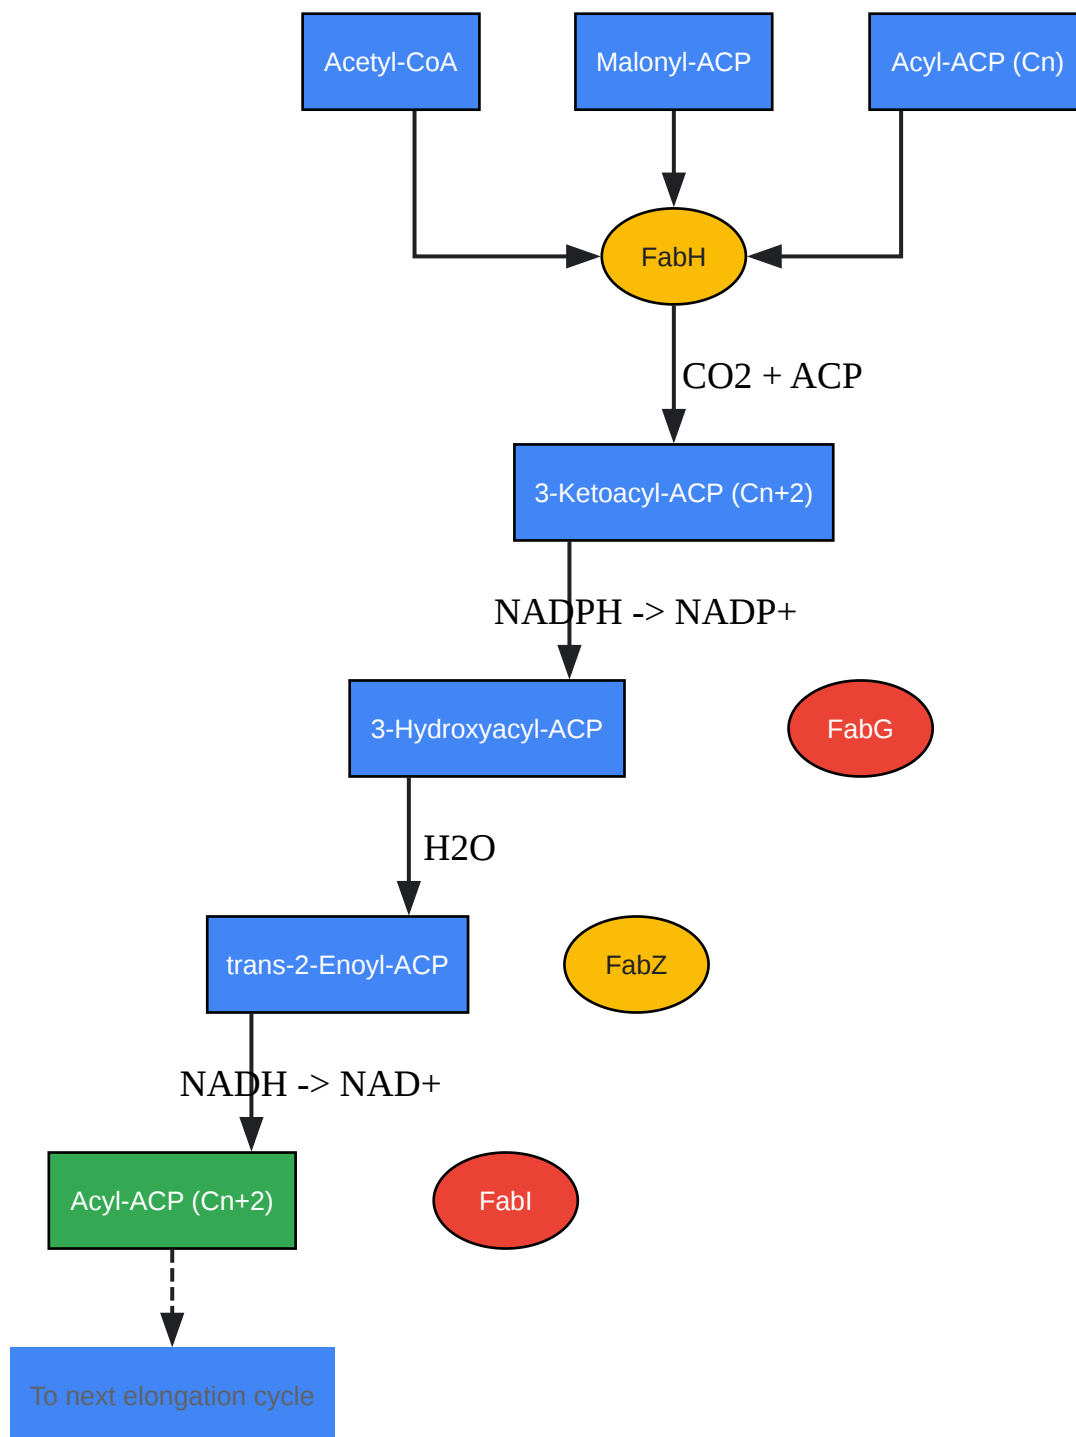 Acetyl-CoA
Malonyl-ACP
Acyl-ACP (Cn)
FabH
CO2 + ACP
3-Ketoacyl-ACP (Cn+2)
NADPH -> NADP+
3-Hydroxyacyl-ACP
FabG
H2O
trans-2-Enoyl-ACP
FabZ
NADH -> NAD+
Acyl-ACP (Cn+2)
FabI
To next elongation cycle